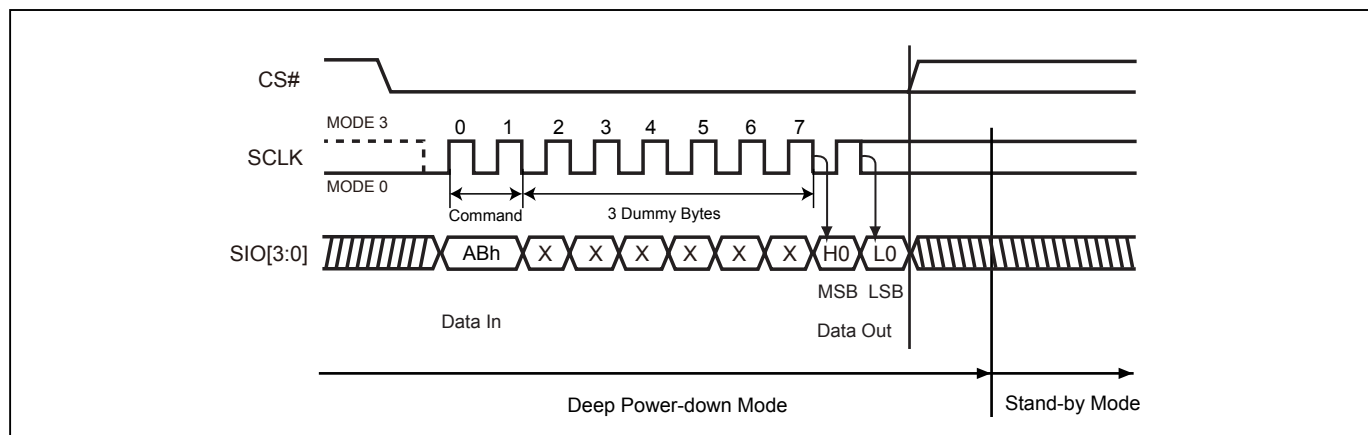 CS#
MODE 3
0 1 2 3 4 5 6 7
SCLK
MODE 0
Command
3 Dummy Bytes
SIO[3:0]
ABh X X X X X X H0 L0
MSB LSB
Data In
Data Out
Deep Power-down Mode
Stand-by Mode